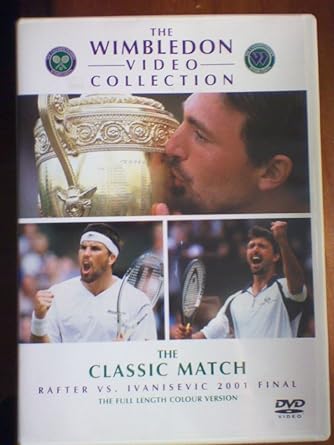 THE
WIMBLEDON
VIDEO
COLLECTION
THE
CLASSIC MATCH
RAFTER VS. IVANISEVIC 2001 FINAL
THE FULL LENGTH COLOUR VERSION
DVD
VIDEO